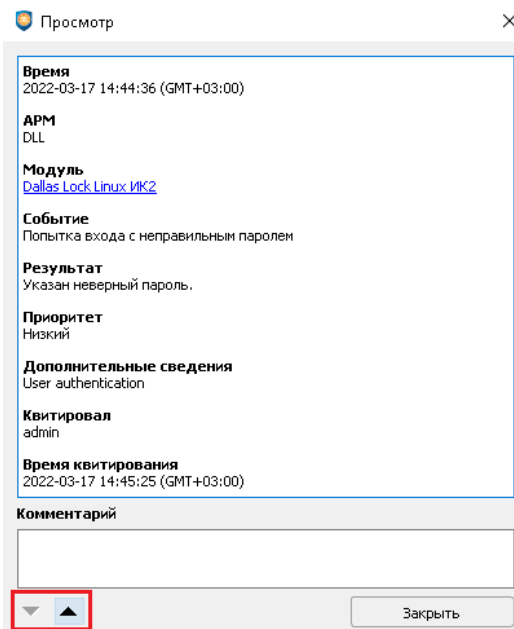 Просмотр
Время
2022-03-17 14:44:36 (GMT+03:00)
АРМ
DLL
Модуль
Dallas Lock Linux ИК2
Событие
Попытка входа с неправильным паролем
Результат
Указан неверный пароль.
Приоритет
Низкий
Дополнительные сведения
User authentication
Квитировал
admin
Время квитирования
2022-03-17 14:45:25 (GMT+03:00)
Комментарий
Закрыть